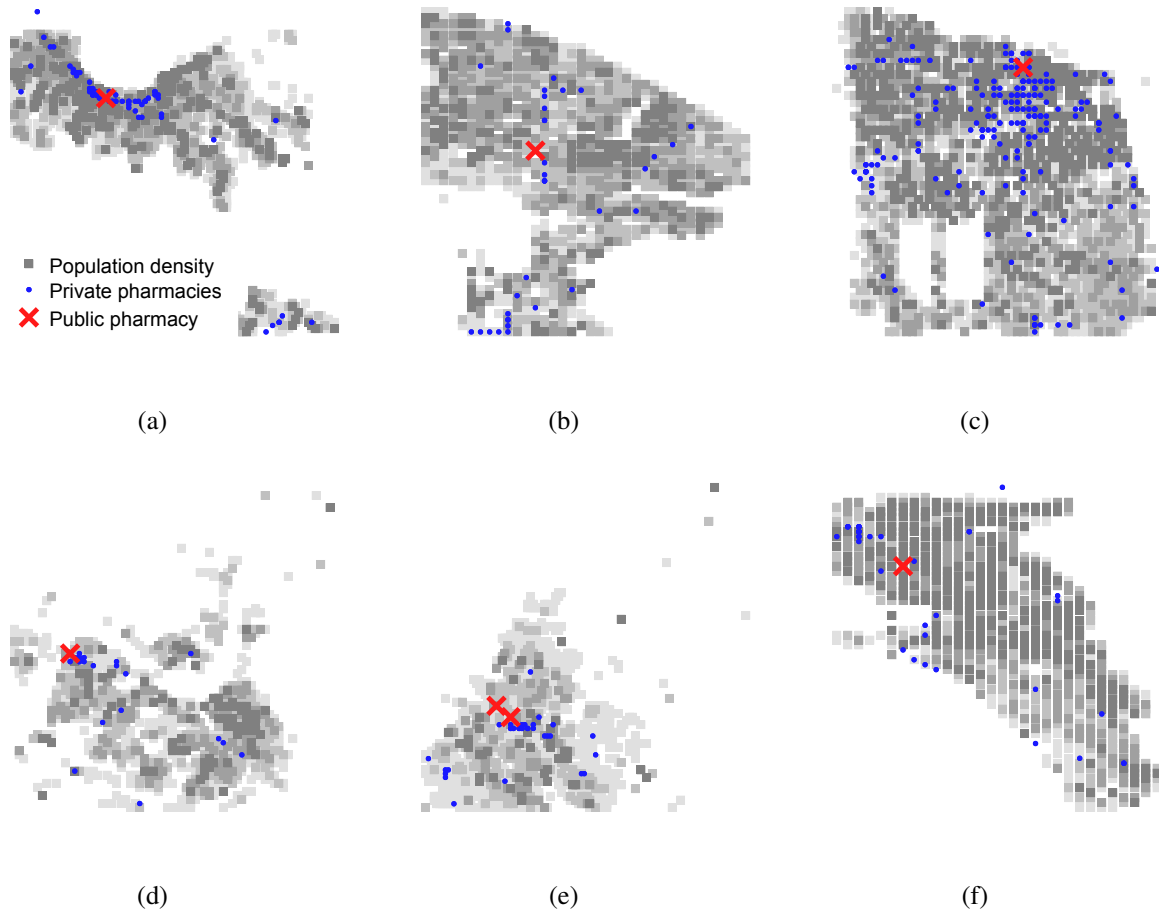 Population density
Private pharmacies
Public pharmacy
(a)
(b)
(c)
(d)
(e)
(f)